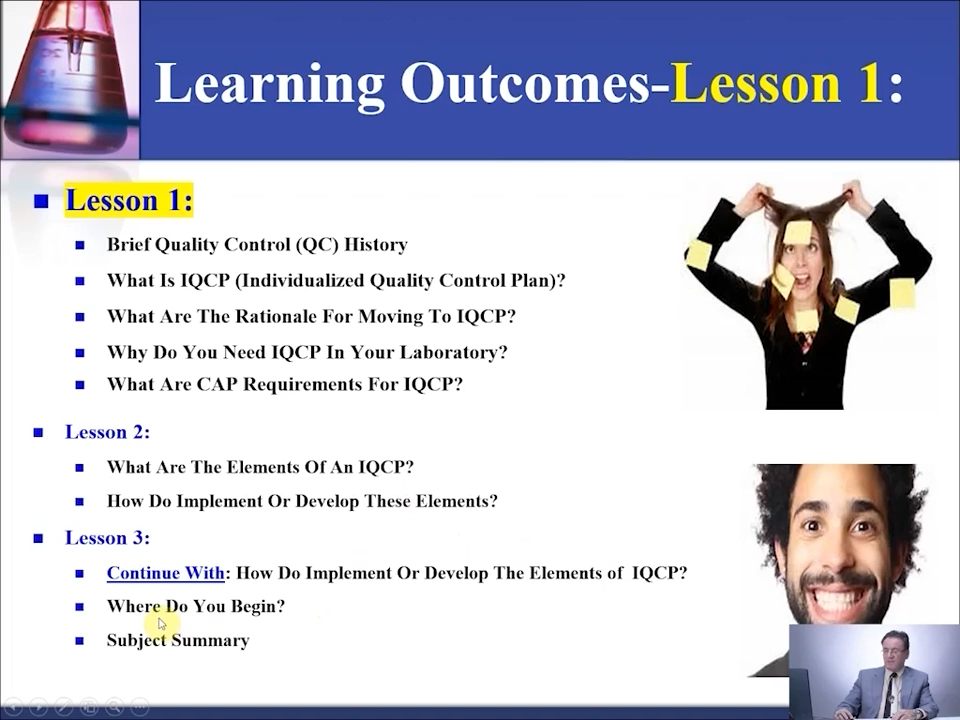 Learning Outcomes-Lesson 1:
Lesson 1:
Brief Quality Control (QC) History
What Is IQCP (Individualized Quality Control Plan)?
What Are The Rationale For Moving To IQCP?
Why Do You Need IQCP In Your Laboratory?
What Are CAP Requirements For IQCP?
Lesson 2:
What Are The Elements Of An IQCP?
How Do Implement Or Develop These Elements?
Lesson 3:
Continue With: How Do Implement Or Develop The Elements of IQCP?
Where Do You Begin?
Subject Summary